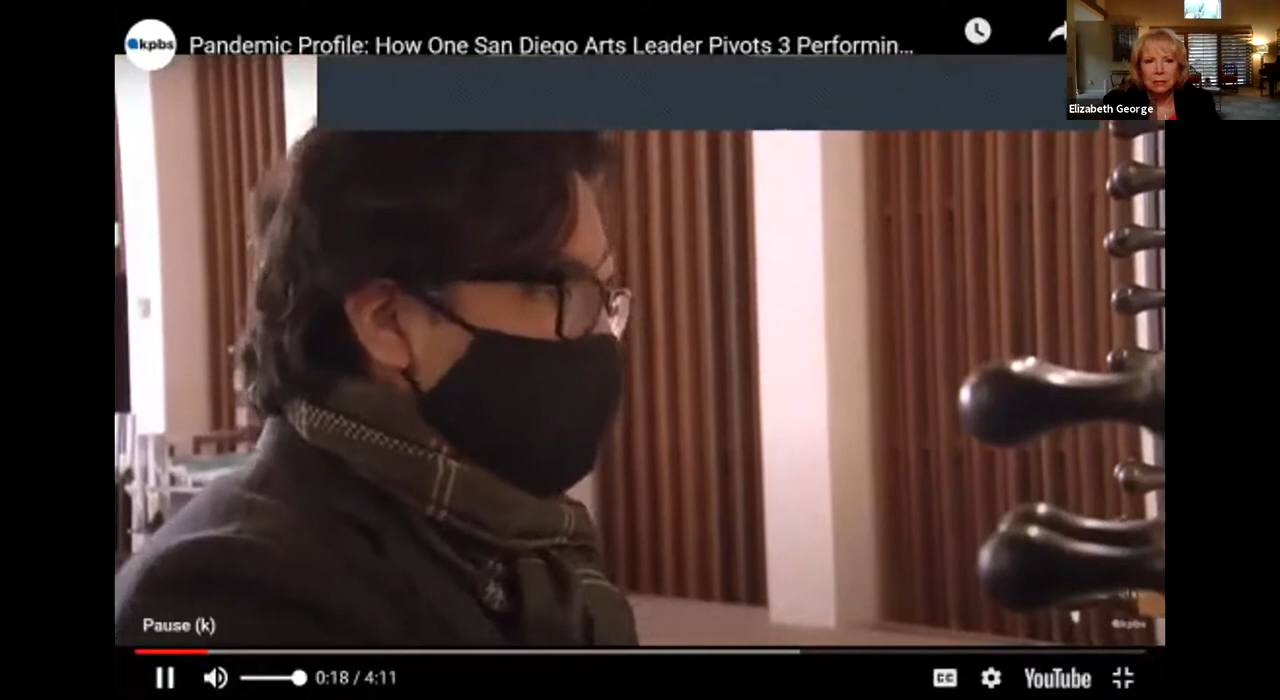 kpbs
Pandemic Profile: How One San Diego Arts Leader Pivots 3 Performin...
Elizabeth George
Pause (k)
kpbs
0:18 / 4:11
CC
YouTube